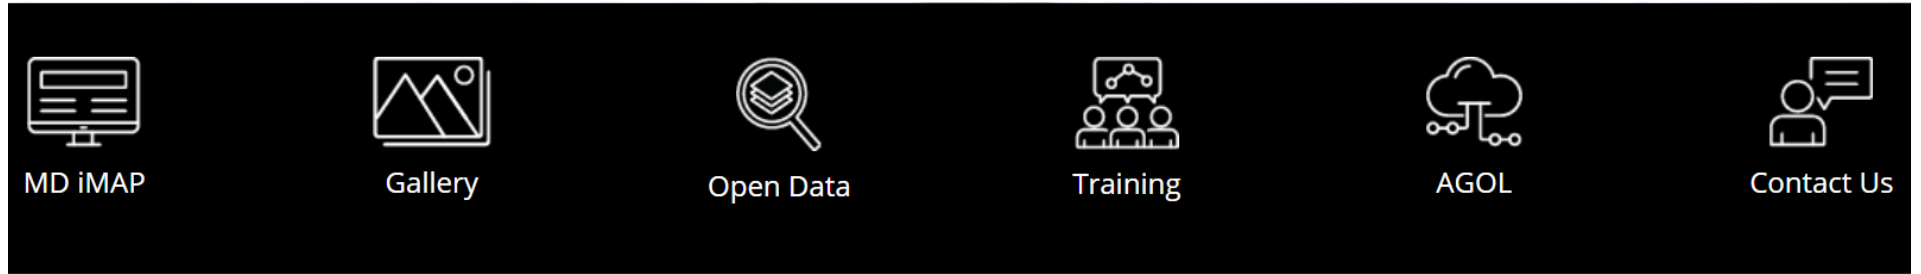 MD iMAP
Gallery
Open Data
Training
AGOL
Contact Us